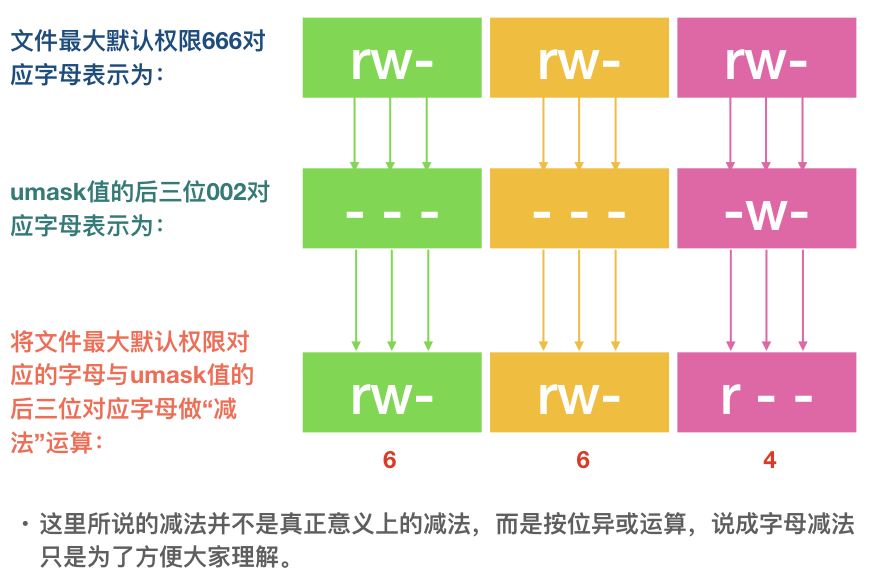 文件最大默认权限666对
应字母表示为：
rw- rw- rw-
umask值的后三位002对
应字母表示为：
- - - - - - -w-
将文件最大默认权限对
应的字母与umask值的
后三位对应字母做“减
法”运算：
rw- rw- r - -
6 6 4
· 这里所说的减法并不是真正意义上的减法，而是按位异或运算，说成字母减法
只是为了方便大家理解。